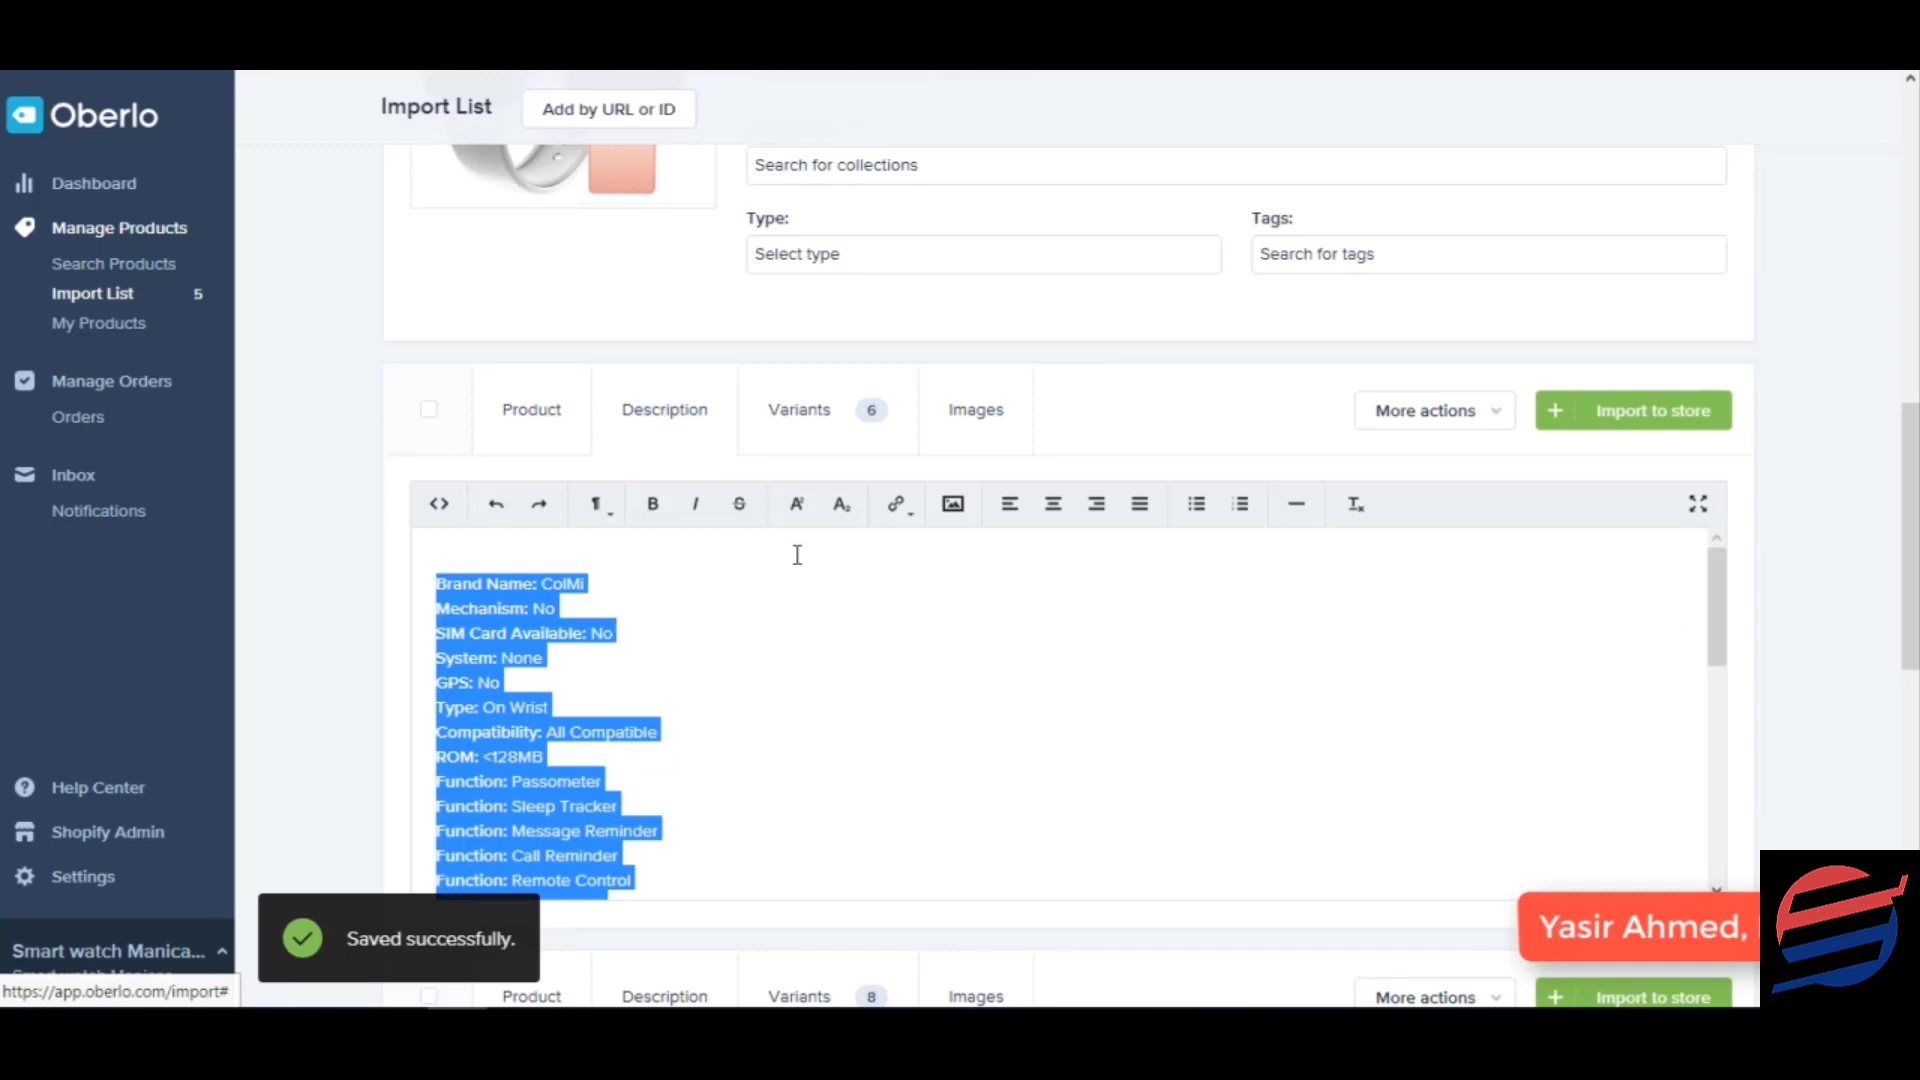 Oberlo
Import List
Add by URL or ID
Dashboard
Manage Products
Search Products
Import List 5
My Products
Manage Orders
Orders
Inbox
Notifications
Help Center
Shopify Admin
Settings
Smart watch Manica...
https://app.oberlo.com/import#
Search for collections
Type:
Tags:
Select type
Search for tags
Product
Description
Variants 6
Images
More actions
Import to store
Brand Name: ColMi
Mechanism: No
SIM Card Available: No
System: None
GPS: No
Type: On Wrist
Compatibility: All Compatible
ROM: <128MB
Function: Passometer
Function: Sleep Tracker
Function: Message Reminder
Function: Call Reminder
Function: Remote Control
Saved successfully.
Yasir Ahmed,
Product
Description
Variants 8
Images
More actions
Import to store